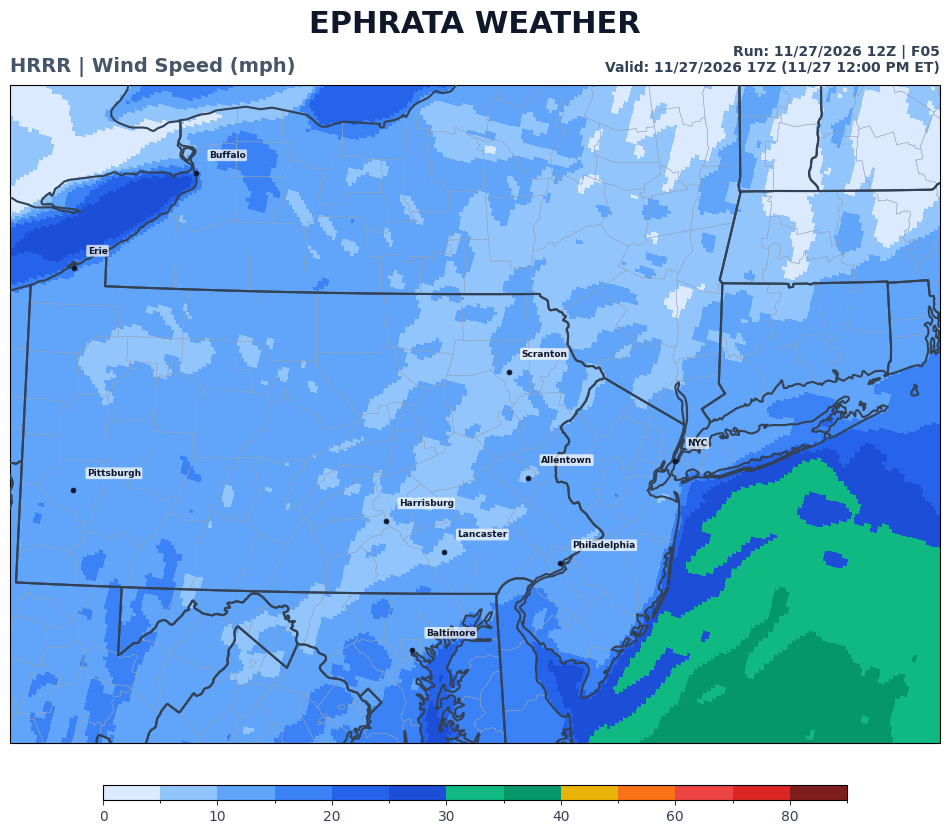 EPHRATA WEATHER
HRRR | Wind Speed (mph)
Run: 11/27/2026 12Z | F05
Valid: 11/27/2026 17Z (11/27 12:00 PM ET)
Buffalo
Erie
Scranton
NYC
Allentown
Pittsburgh
Harrisburg
Lancaster
Philadelphia
Baltimore
0 10 20 30 40 60 80